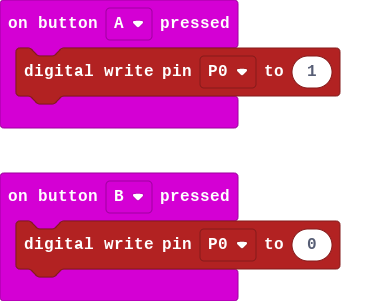 on button A pressed
digital write pin P0 to 1
on button B pressed
digital write pin P0 to 0